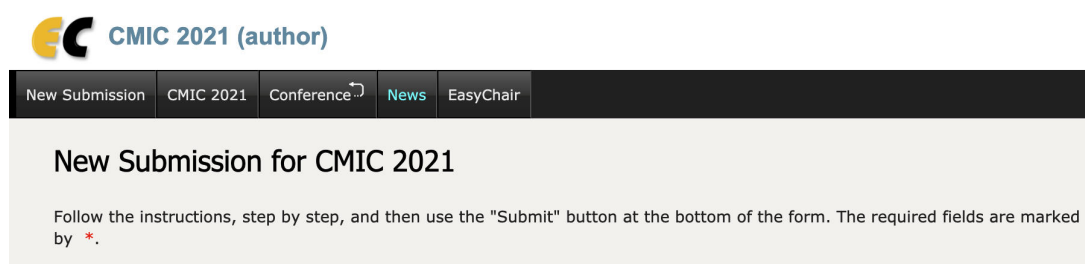 EC CMIC 2021 (author)
New Submission CMIC 2021 Conference News EasyChair
New Submission for CMIC 2021
Follow the instructions, step by step, and then use the "Submit" button at the bottom of the form. The required fields are marked
by *.